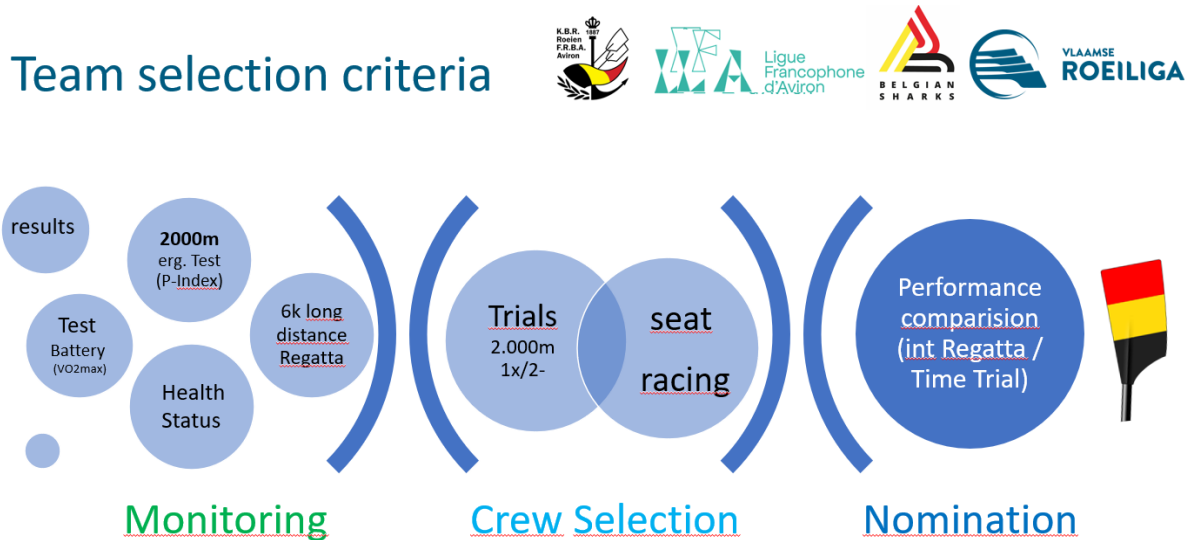 Team selection criteria
K.B.R.
Roeien
F.R.B.A.
Aviron
1887
LFA
Ligue
Francophone
d'Aviron
BELGIAN
SHARKS
VLAAMSE
ROEILIGA
results
2000m
erg. Test
(P-Index)
6k long
distance
Regatta
Test
Battery
(VO2max)
Health
Status
Trials
2.000m
1x/2-
seat
racing
Performance
comparision
(int Regatta /
Time Trial)
Monitoring
Crew Selection
Nomination